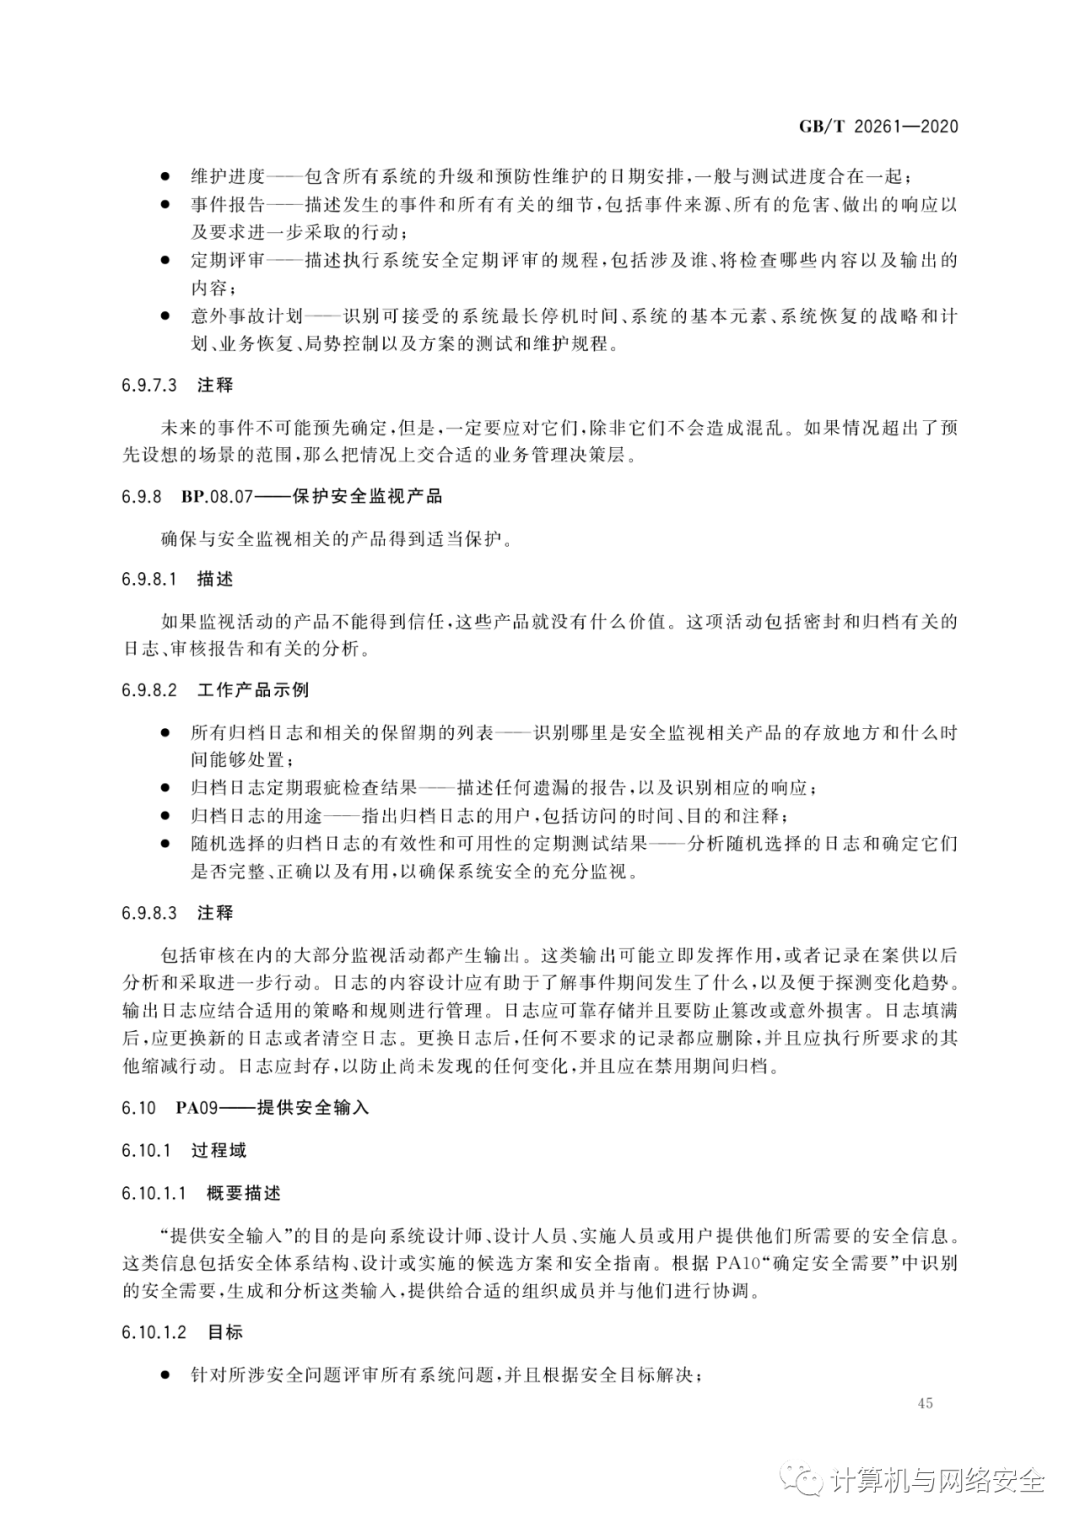 GB/T 20261—2020
● 维护进度——包含所有系统的升级和预防性维护的日期安排,一般与测试进度合在一起;
● 事件报告——描述发生的事件和所有有关的细节,包括事件来源、所有的危害、做出的响应以
及要求进一步采取的行动;
● 定期评审——描述执行系统安全定期评审的规程,包括涉及谁、将检查哪些内容以及输出的
内容;
● 意外事故计划——识别可接受的系统最长停机时间、系统的基本元素、系统恢复的战略和计
划、业务恢复、局势控制以及方案的测试和维护规程。
6.9.7.3 注释
未来的事件不可能预先确定,但是,一定要应对它们,除非它们不会造成混乱。如果情况超出了预
先设想的场景的范围,那么把情况上交合适的业务管理决策层。
6.9.8 BP.08.07——保护安全监视产品
确保与安全监视相关的产品得到适当保护。
6.9.8.1 描述
如果监视活动的产品不能得到信任,这些产品就没有什么价值。这项活动包括密封和归档有关的
日志、审核报告和有关的分析。
6.9.8.2 工作产品示例
● 所有归档日志和相关的保留期的列表——识别哪里是安全监视相关产品的存放地方和什么时
间能够处置;
● 归档日志定期瑕疵检查结果——描述任何遗漏的报告,以及识别相应的响应;
● 归档日志的用途——指出归档日志的用户,包括访问的时间、目的和注释;
● 随机选择的归档日志的有效性和可用性的定期测试结果——分析随机选择的日志和确定它们
是否完整、正确以及有用,以确保系统安全的充分监视。
6.9.8.3 注释
包括审核在内的大部分监视活动都产生输出。这类输出可能立即发挥作用,或者记录在案供以后
分析和采取进一步行动。日志的内容设计应有助于了解事件期间发生了什么,以及便于探测变化趋势。
输出日志应结合适用的策略和规则进行管理。日志应可靠存储并且要防止篡改或意外损害。日志填满
后,应更换新的日志或者清空日志。更换日志后,任何不要求的记录都应删除,并且应执行所要求的其
他缩减行动。日志应封存,以防止尚未发现的任何变化,并且应在禁用期间归档。
6.10 PA09——提供安全输入
6.10.1 过程域
6.10.1.1 概要描述
“提供安全输入”的目的是向系统设计师、设计人员、实施人员或用户提供他们所需要的安全信息。
这类信息包括安全体系结构、设计或实施的候选方案和安全指南。根据 PA10“确定安全需要”中识别
的安全需要,生成和分析这类输入,提供给合适的组织成员并与他们进行协调。
6.10.1.2 目标
● 针对所涉安全问题评审所有系统问题,并且根据安全目标解决;
45
计算机与网络安全